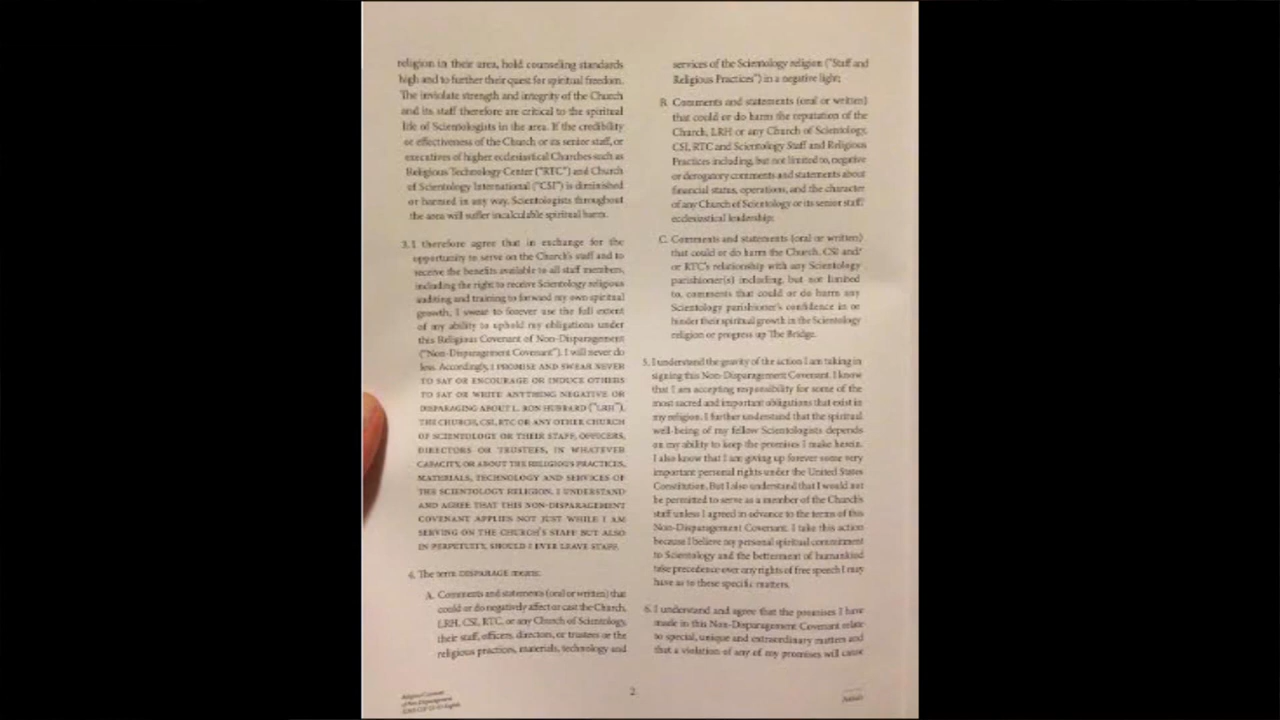 religion in their area, hold counseling standards
high and to further their quest for spiritual freedom.
The inviolate strength and integrity of the Church
and its staff therefore are critical to the spiritual
life of Scientologists in the area. If the credibility
or effectiveness of the Church or its senior staff, or
executives of higher ecclesiastical Churches such as
Religious Technology Center ("RTC") and Church
of Scientology International ("CSI") is diminished
or harmed in any way, Scientologists throughout
the area will suffer incalculable spiritual harm.
3. I therefore agree that in exchange for the
opportunity to serve on the Church's staff and to
receive the benefits available to all staff members,
including the right to receive Scientology religious
auditing and training to forward my own spiritual
growth, I swear to forever use the full extent
of my ability to uphold my obligations under
this Religious Covenant of Non-Disparagement
("Non-Disparagement Covenant"). I will never do
less. Accordingly, I PROMISE AND SWEAR NEVER
TO SAY OR ENCOURAGE OR INDUCE OTHERS
TO SAY OR WRITE ANYTHING NEGATIVE OR
DISPARAGING ABOUT L. RON HUBBARD ("LRH"),
THE CHURCH, CSI, RTC OR ANY OTHER CHURCH
OF SCIENTOLOGY OR THEIR STAFF, OFFICERS,
DIRECTORS OR TRUSTEES, IN WHATEVER
CAPACITY, OR ABOUT THE RELIGIOUS PRACTICES,
MATERIALS, TECHNOLOGY AND SERVICES OF
THE SCIENTOLOGY RELIGION. I UNDERSTAND
AND AGREE THAT THIS NON-DISPARAGEMENT
COVENANT APPLIES NOT JUST WHILE I AM
SERVING ON THE CHURCH'S STAFF BUT ALSO
IN PERPETUITY, SHOULD I EVER LEAVE STAFF.
4. The term DISPARAGE means:
A. Comments and statements (oral or written) that
could or do negatively affect or cast the Church,
LRH, CSI, RTC, or any Church of Scientology,
their staff, officers, directors, or trustees or the
religious practices, materials, technology and
services of the Scientology religion ("Staff and
Religious Practices") in a negative light;
B. Comments and statements (oral or written)
that could or do harm the reputation of the
Church, LRH or any Church of Scientology,
CSI, RTC and Scientology Staff and Religious
Practices including, but not limited to, negative
or derogatory comments and statements about
financial status, operations, and the character
of any Church of Scientology or its senior staff/
ecclesiastical leadership;
C. Comments and statements (oral or written)
that could or do harm the Church, CSI and/
or RTC's relationship with any Scientology
parishioner(s) including, but not limited
to, comments that could or do harm any
Scientology parishioner's confidence in or
hinder their spiritual growth in the Scientology
religion or progress up The Bridge.
5. I understand the gravity of the action I am taking in
signing this Non-Disparagement Covenant. I know
that I am accepting responsibility for some of the
most sacred and important obligations that exist in
my religion. I further understand that the spiritual
well-being of my fellow Scientologists depends
on my ability to keep the promises I make herein.
I also know that I am giving up forever some very
important personal rights under the United States
Constitution. But I also understand that I would not
be permitted to serve as a member of the Church's
staff unless I agreed in advance to the terms of this
Non-Disparagement Covenant. I take this action
because I believe my personal spiritual commitment
to Scientology and the betterment of humankind
take precedence over any rights of free speech I may
have as to these specific matters.
6. I understand and agree that the promises I have
made in this Non-Disparagement Covenant relate
to special, unique and extraordinary matters and
that a violation of any of my promises will cause
Religious Covenant
of Non-Disparagement
2